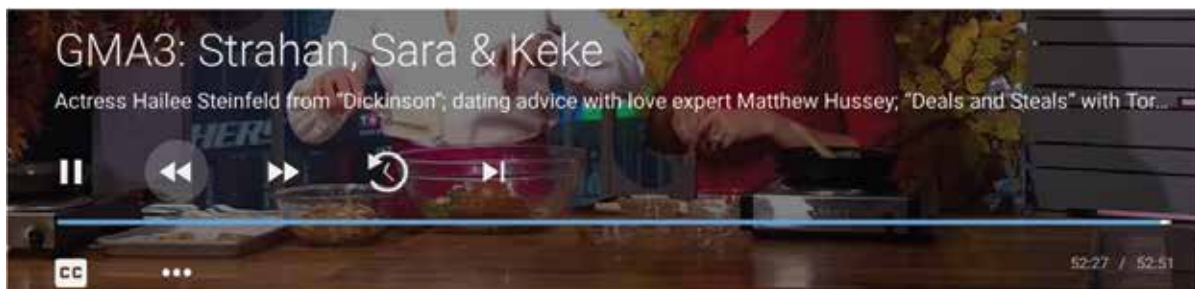 GMA3: Strahan, Sara & Keke
Actress Hailee Steinfeld from "Dickinson"; dating advice with love expert Matthew Hussey; "Deals and Steals" with Tor...
HER
CC
52:27 / 52:51